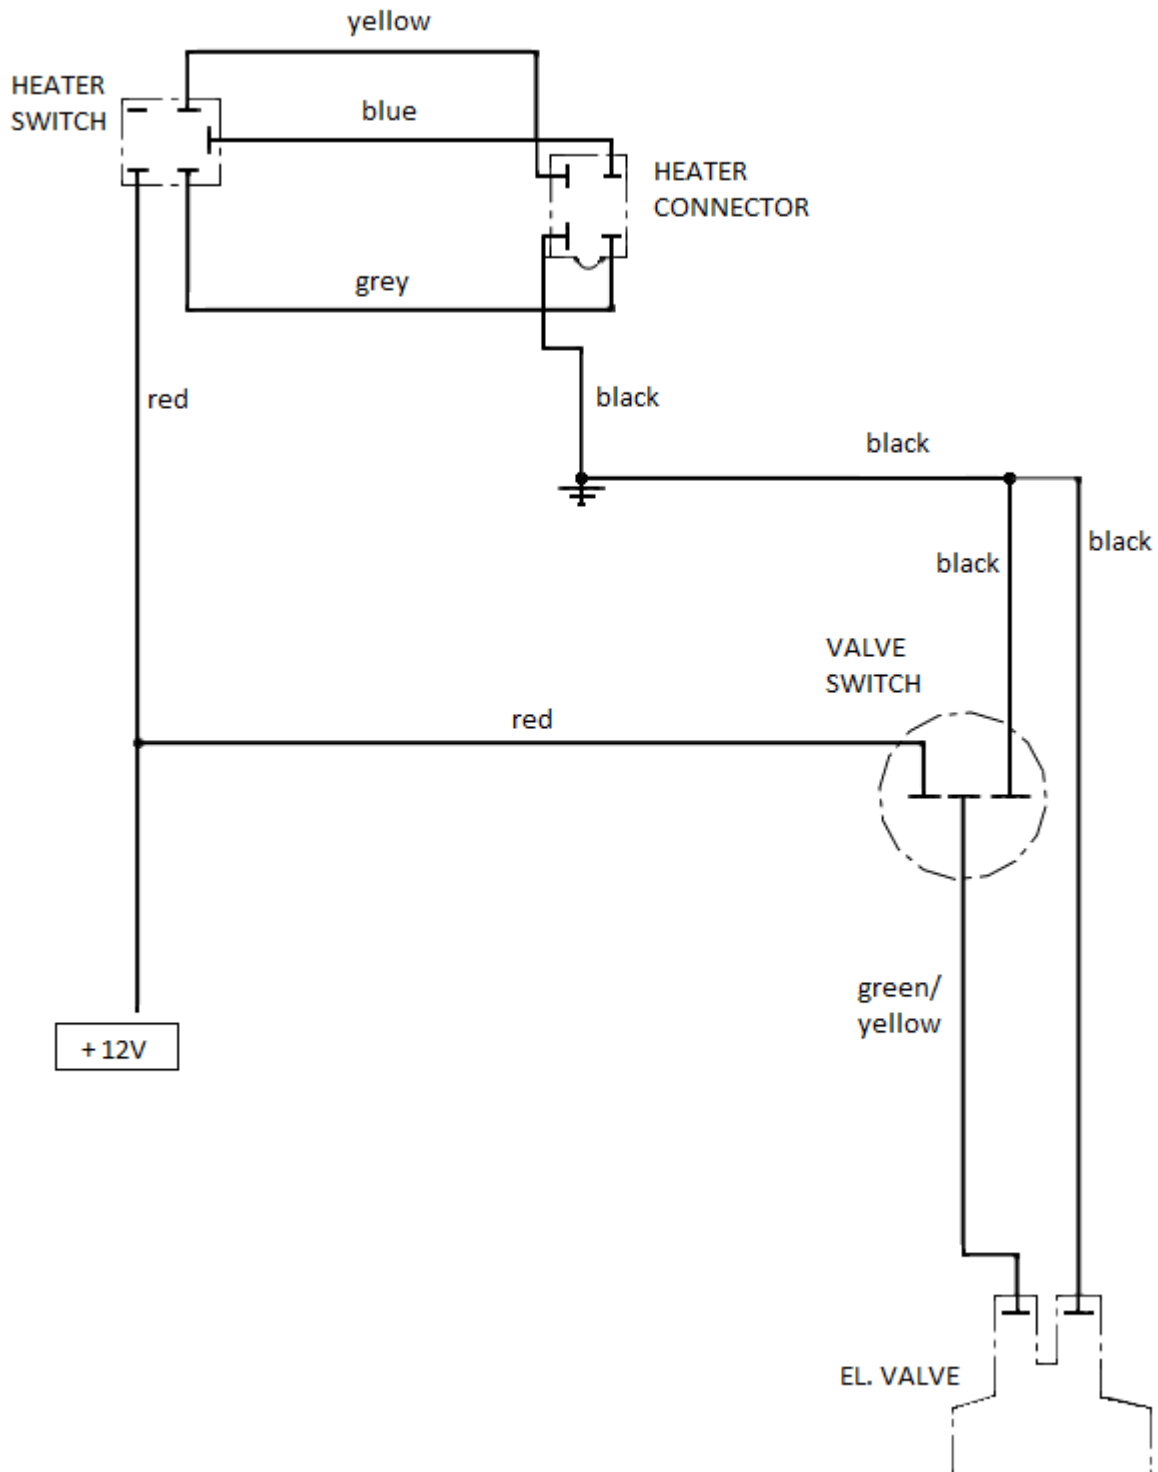 yellow
HEATER
SWITCH
blue
HEATER
CONNECTOR
grey
red
black
black
black
black
VALVE
SWITCH
red
green/
yellow
+ 12V
EL. VALVE